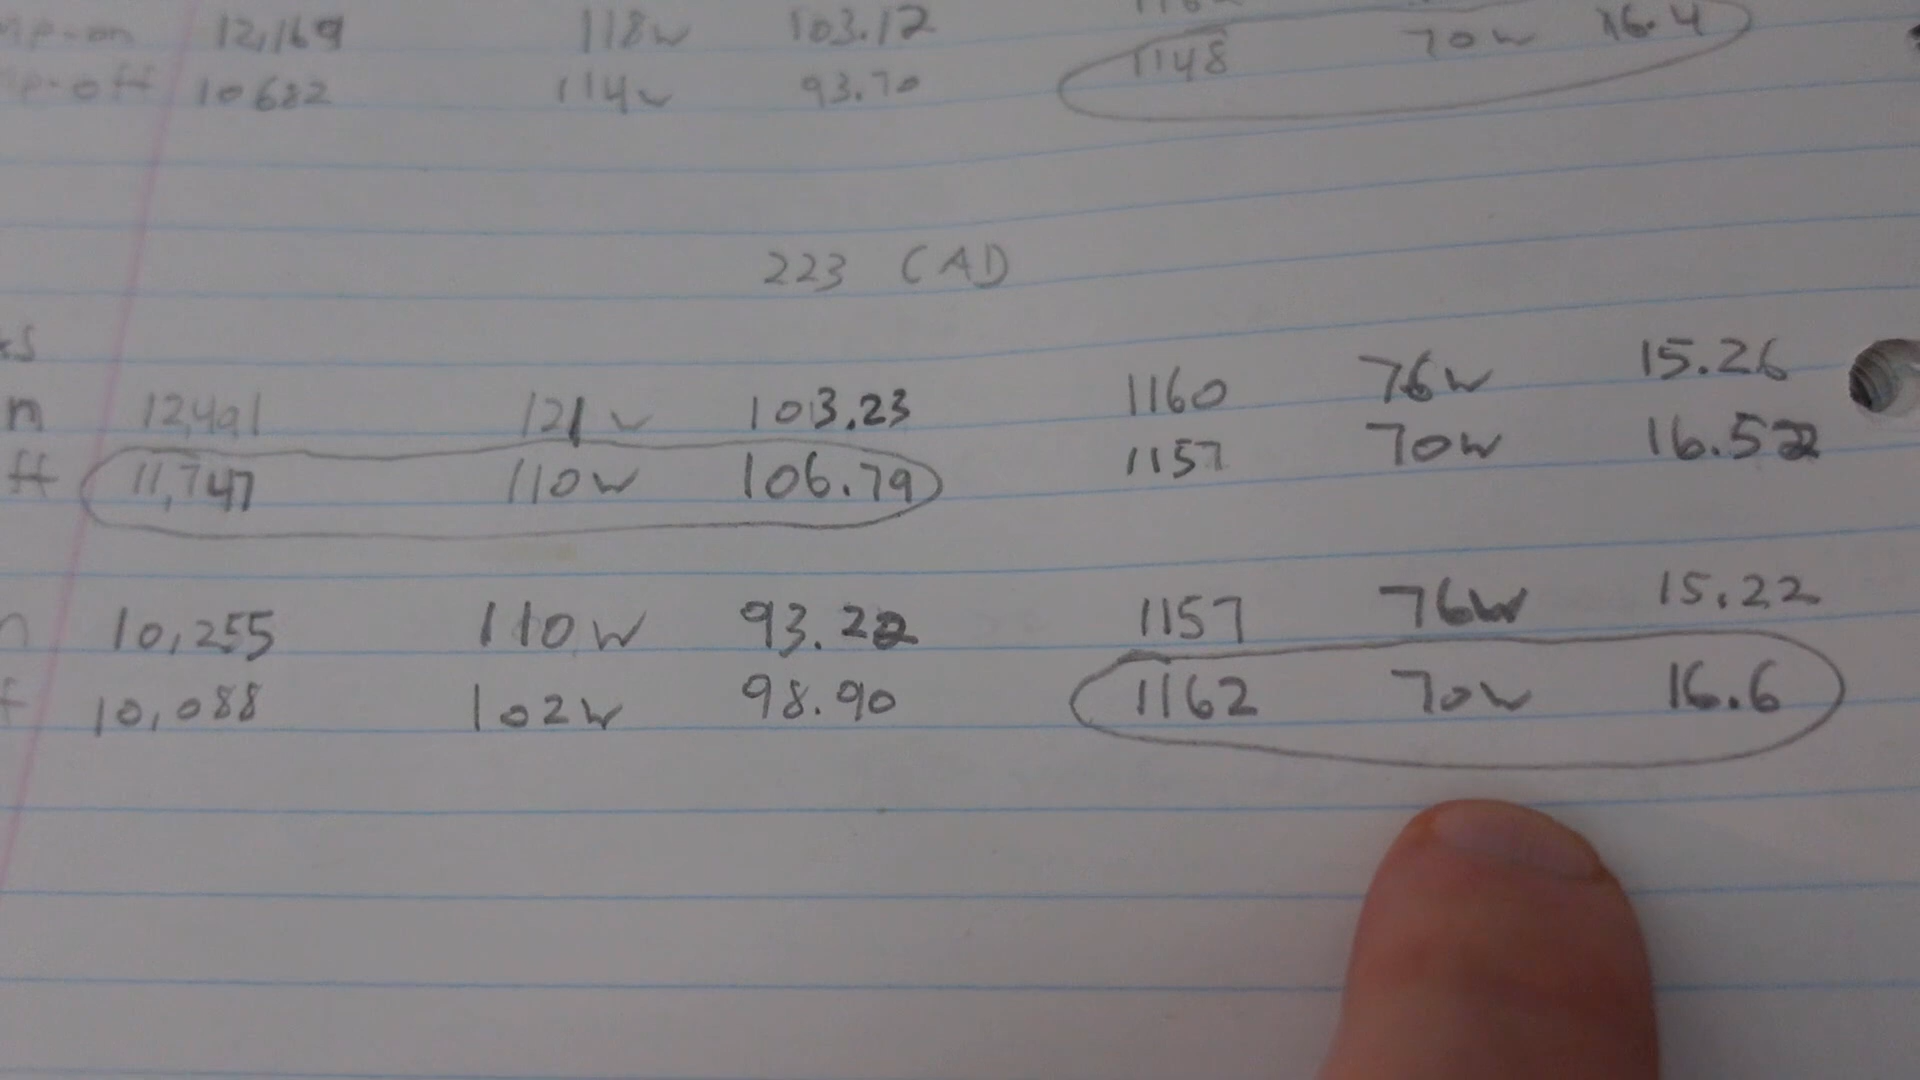 12,169 118w 103.12
1148 70w 16.4
-off 10682 114w 93.70
223 CAD
12,491 121w 103.23 1160 76w 15.26
ff 11,747 110w 106.79 1157 70w 16.52
10,255 110w 93.22 1157 76w 15.22
10,088 102w 98.90 1162 70w 16.6